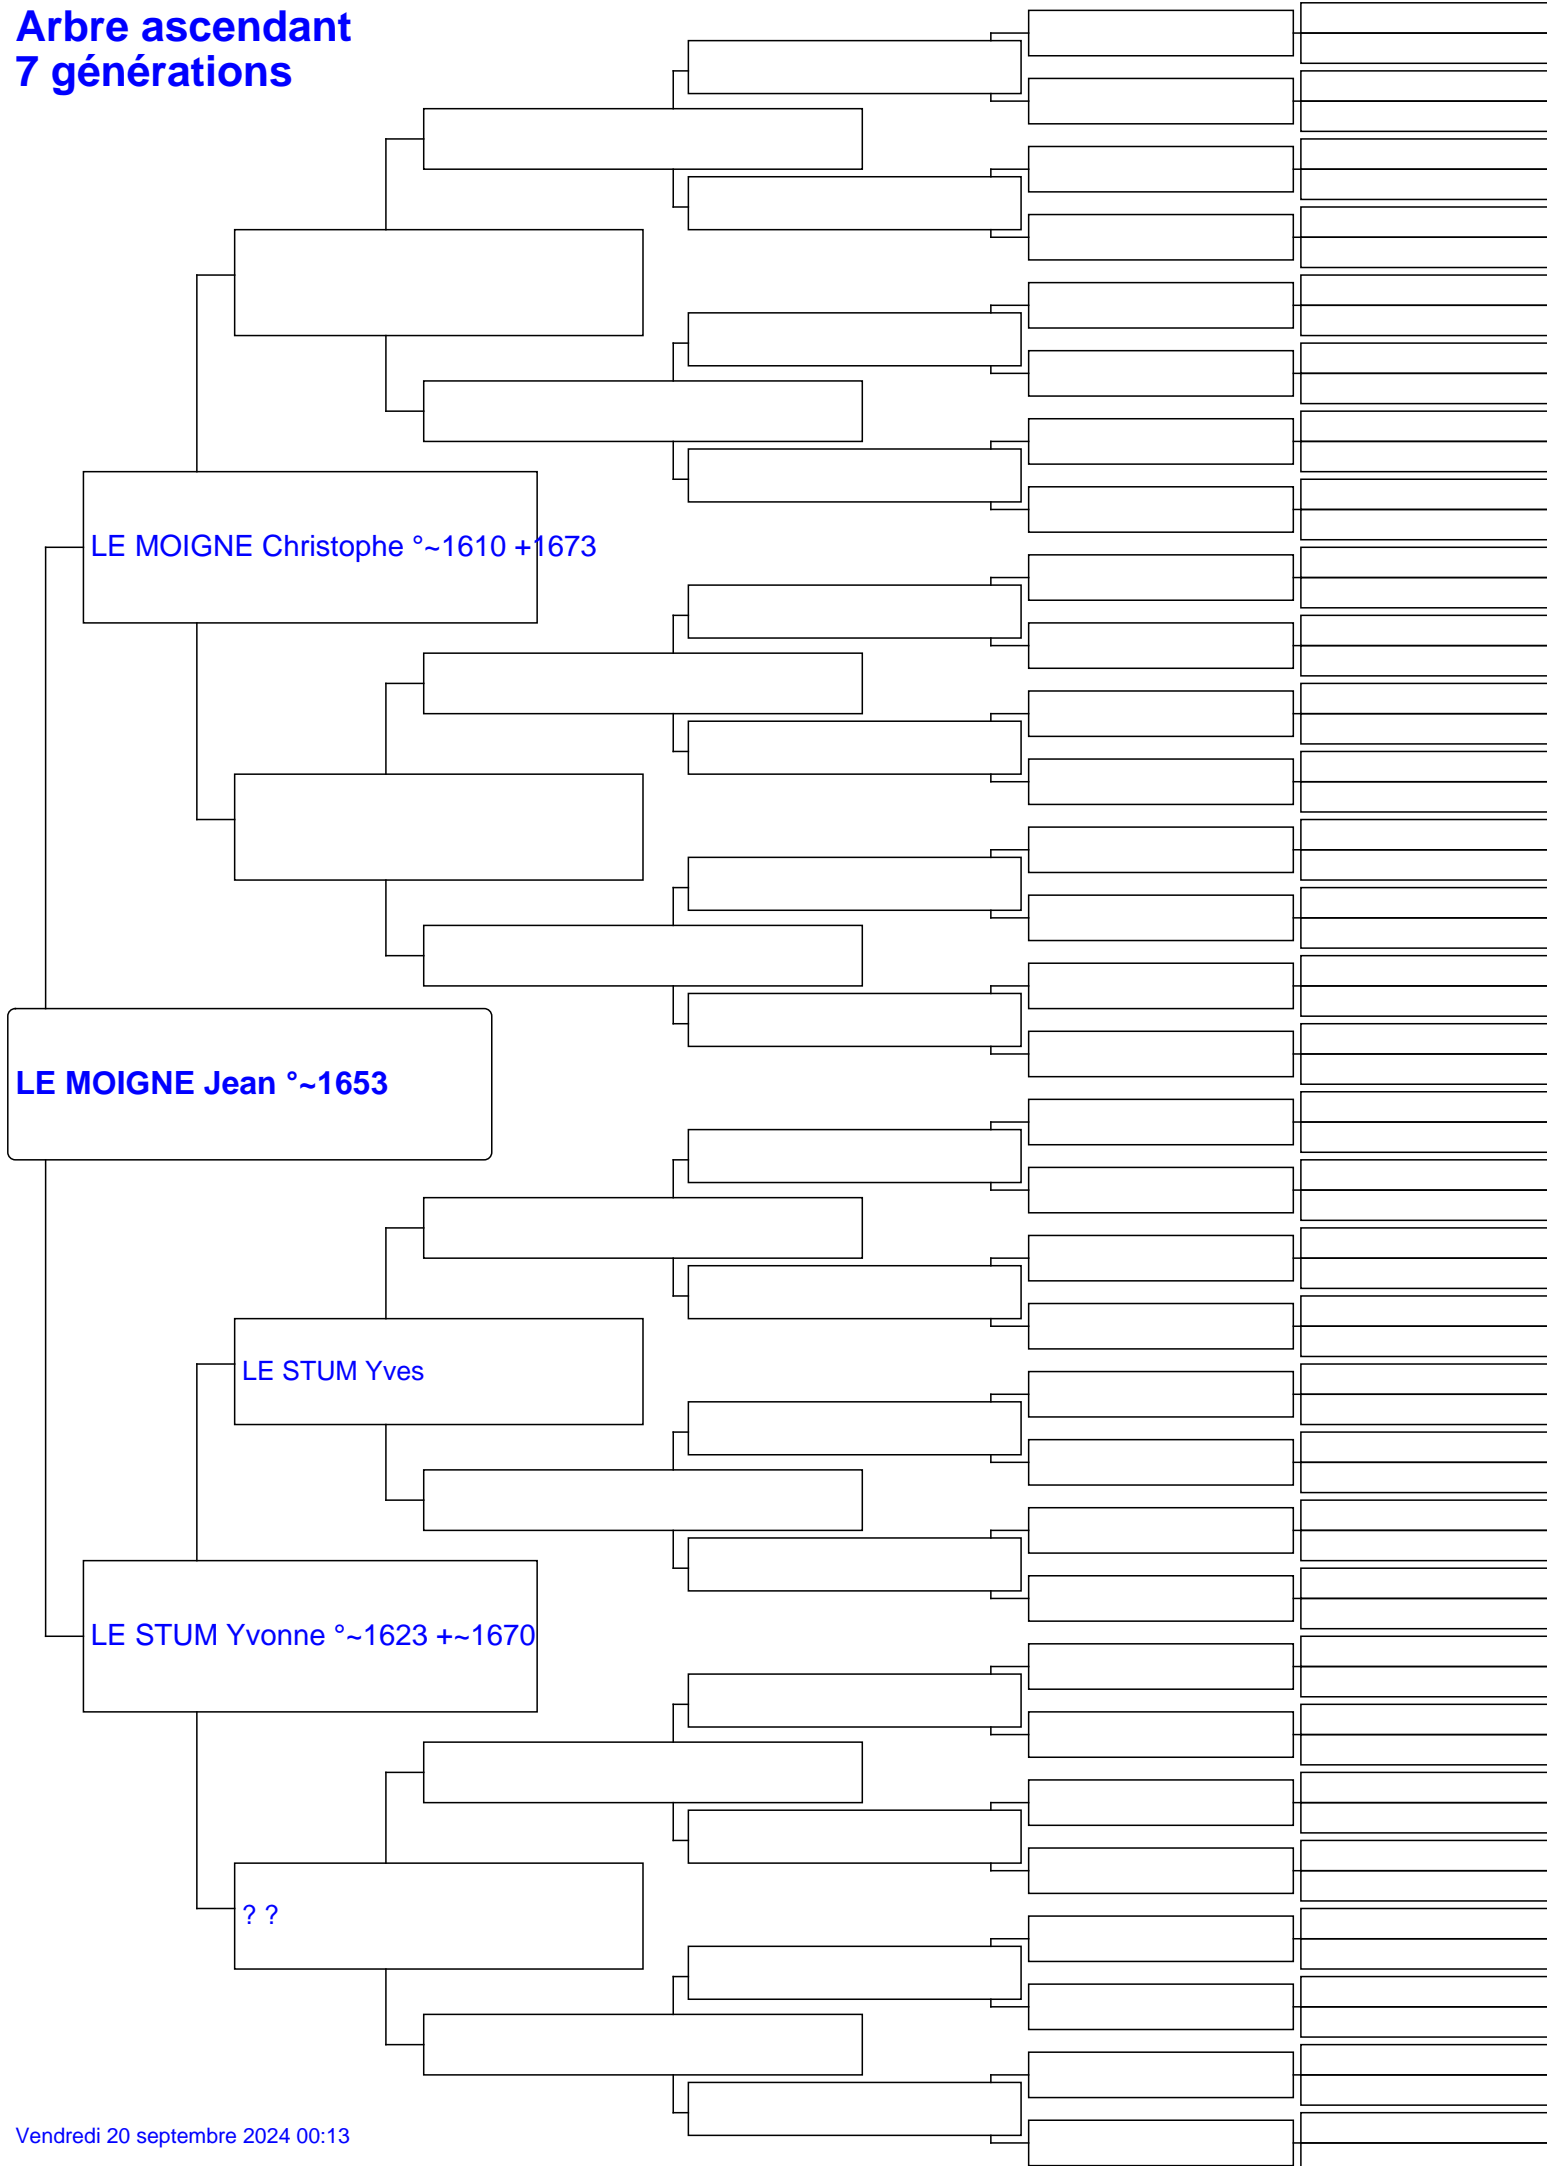 Arbre ascendant
7 générations
LE MOIGNE Christophe °~1610 +1673
LE MOIGNE Jean °~1653
LE STUM Yves
LE STUM Yvonne °~1623 +~1670
? ?
Vendredi 20 septembre 2024 00:13